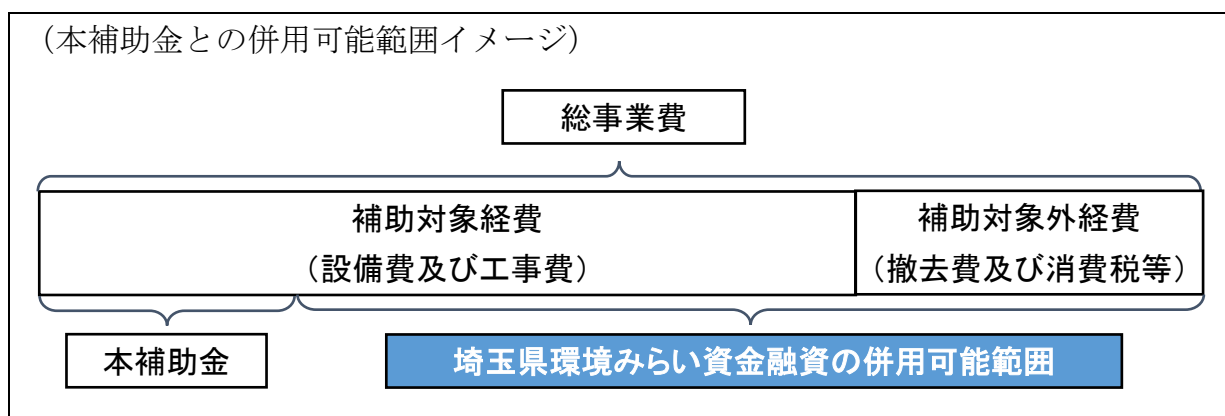 （本補助金との併用可能範囲イメージ）
総事業費
補助対象経費
（設備費及び工事費）
補助対象外経費
（撤去費及び消費税等）
本補助金
埼玉県環境みらい資金融資の併用可能範囲